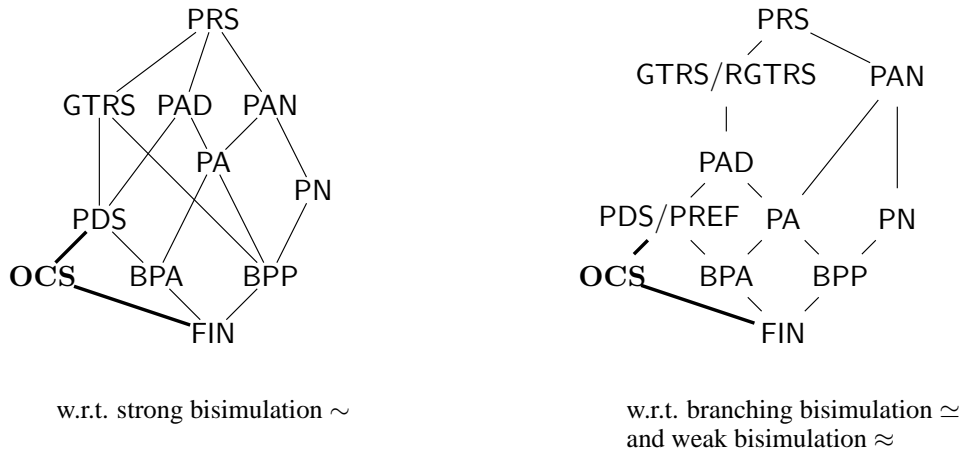 PRS
GTRS PAD PAN
PA
PN
PDS
OCS BPA BPP
FIN
w.r.t. strong bisimulation ∼
PRS
GTRS/RGTRS PAN
PAD
PDS/PREF PA PN
OCS BPA BPP
FIN
w.r.t. branching bisimulation ≃
and weak bisimulation ≈